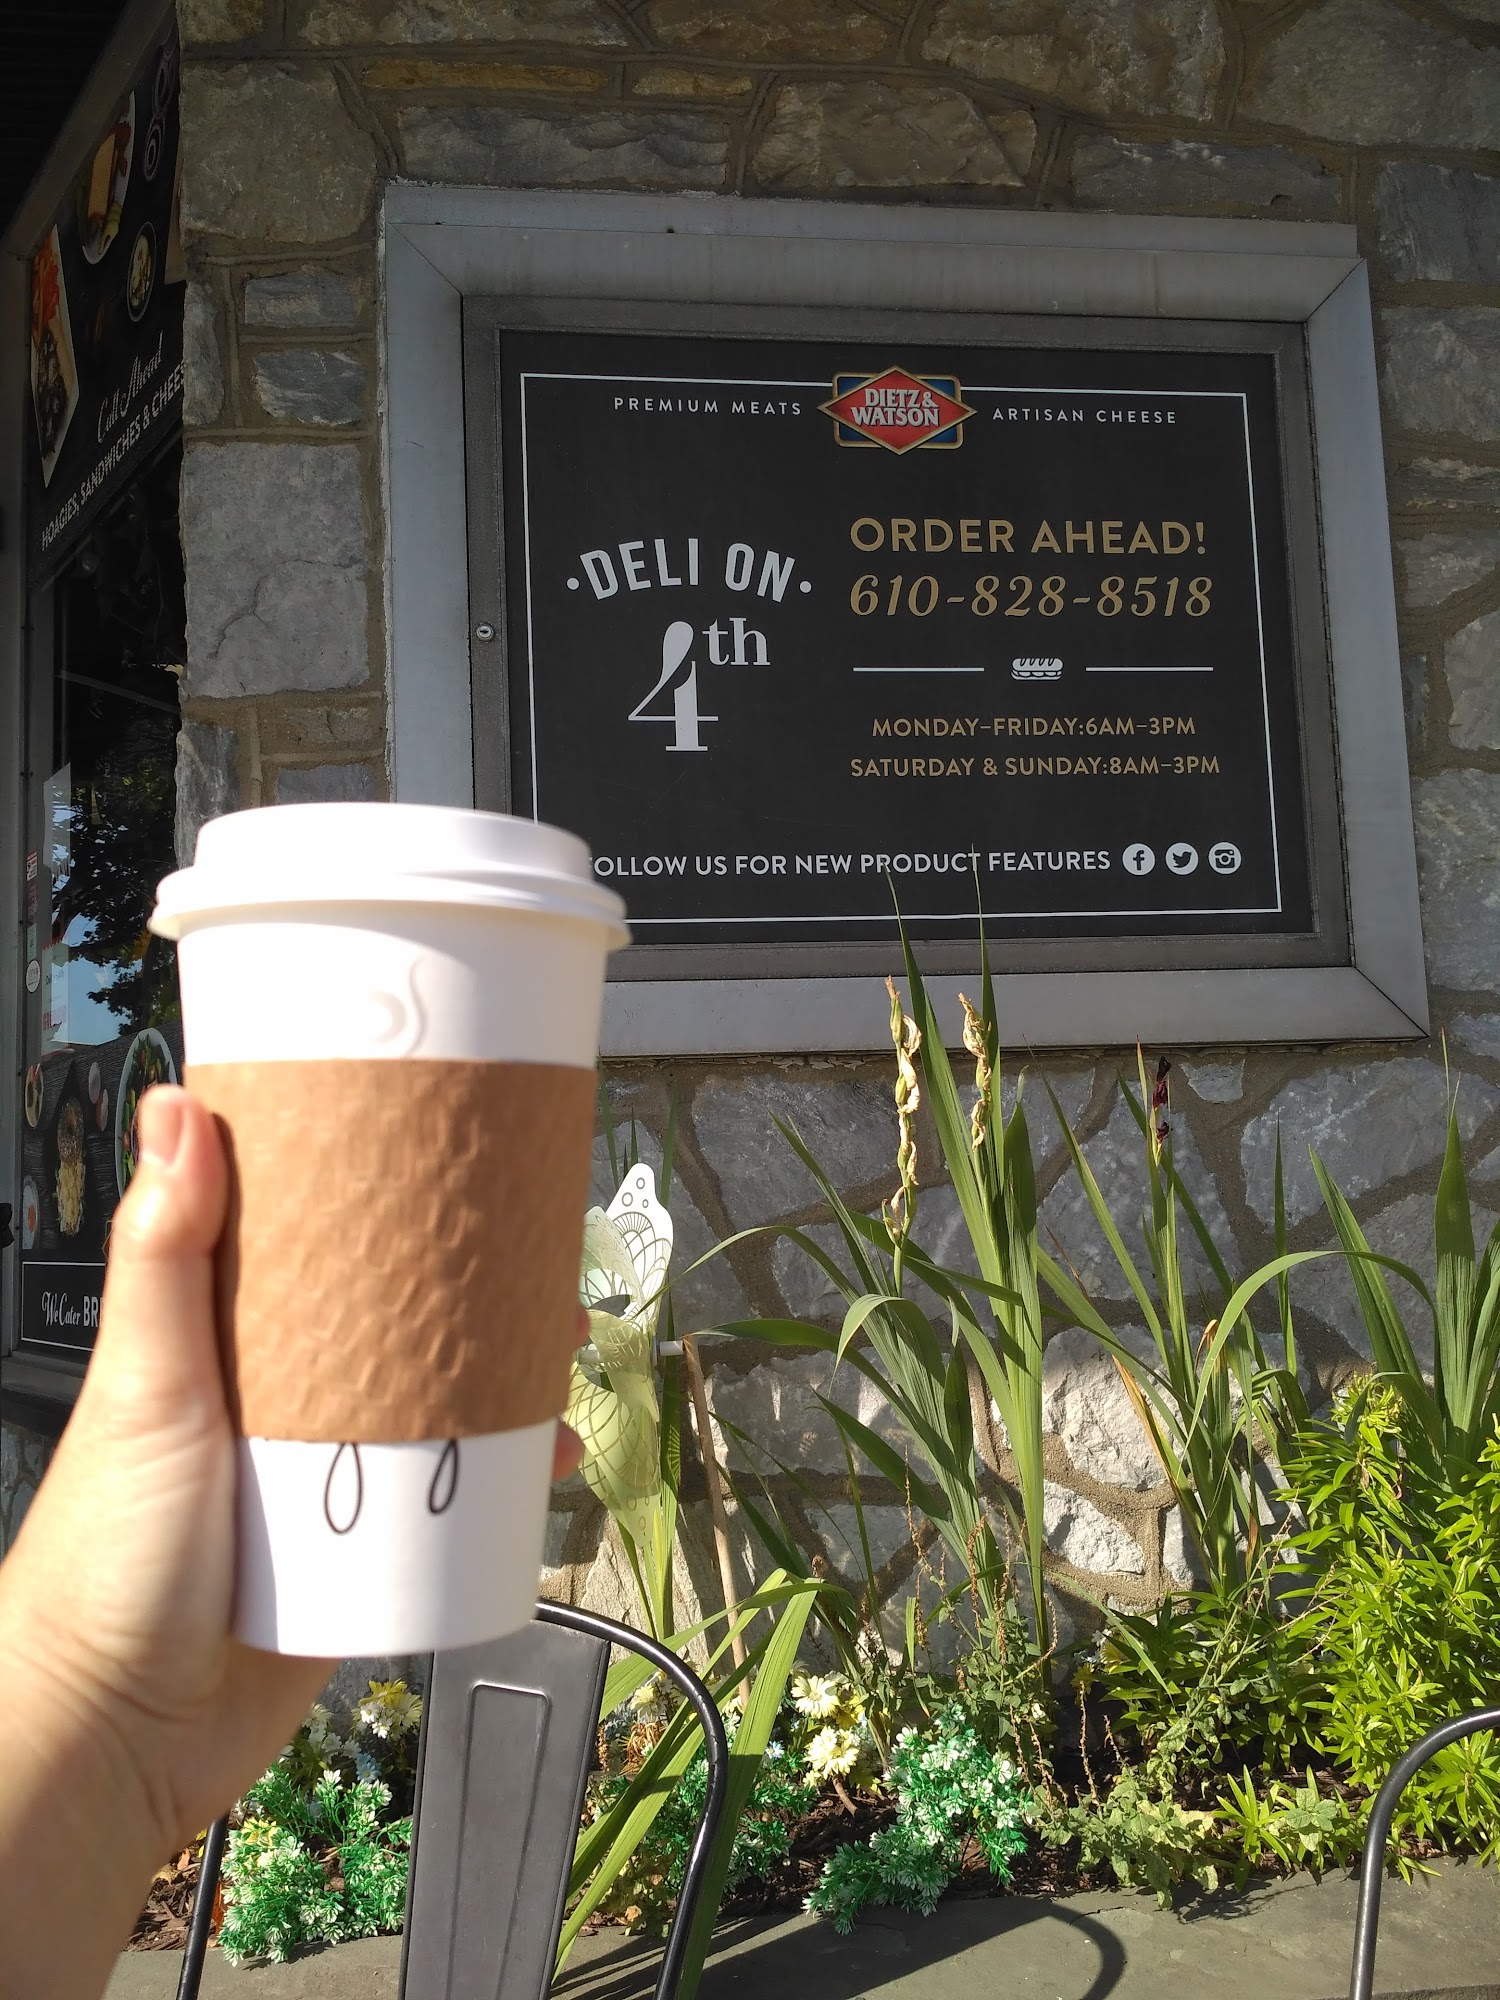 PREMIUM MEATS
DIETZ &
WATSON
ARTISAN CHEESE
DELI ON
4th
ORDER AHEAD!
610-828-8518
MONDAY-FRIDAY:6AM-3PM
SATURDAY & SUNDAY:8AM-3PM
FOLLOW US FOR NEW PRODUCT FEATURES
Call Ahead
HOAGIES, SANDWICHES & CHEES
We Cater BR